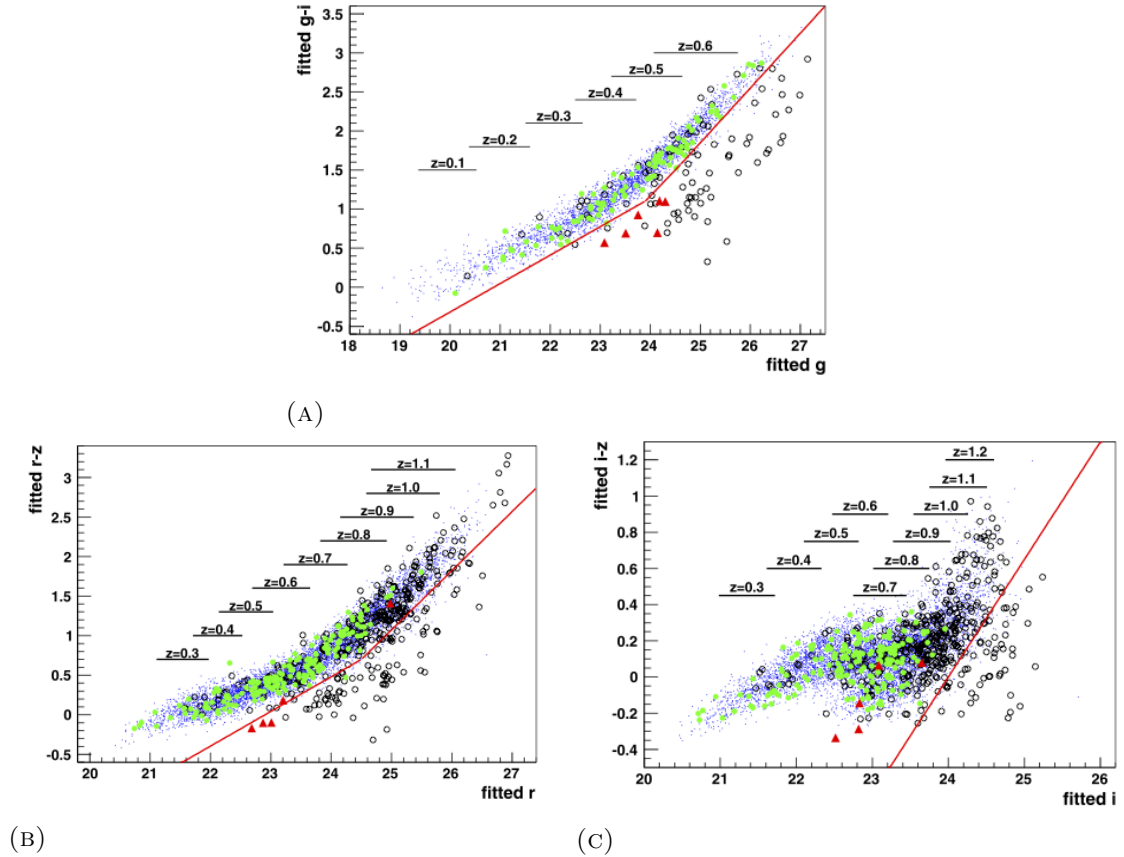 3.5
3
2.5
2
1.5
1
0.5
0
-0.5
fitted g-i
z=0.6
z=0.5
z=0.4
z=0.3
z=0.2
z=0.1
18 19 20 21 22 23 24 25 26 27
fitted g
(A)
3
2.5
2
1.5
1
0.5
0
-0.5
fitted r-z
z=1.1
z=1.0
z=0.9
z=0.8
z=0.7
z=0.6
z=0.5
z=0.4
z=0.3
20 21 22 23 24 25 26 27
fitted r
(B)
1.2
1
0.8
0.6
0.4
0.2
0
-0.2
-0.4
fitted i-z
z=1.2
z=1.1
z=0.6 z=1.0
z=0.5 z=0.9
z=0.4 z=0.8
z=0.3 z=0.7
20 21 22 23 24 25 26
fitted i
(C)